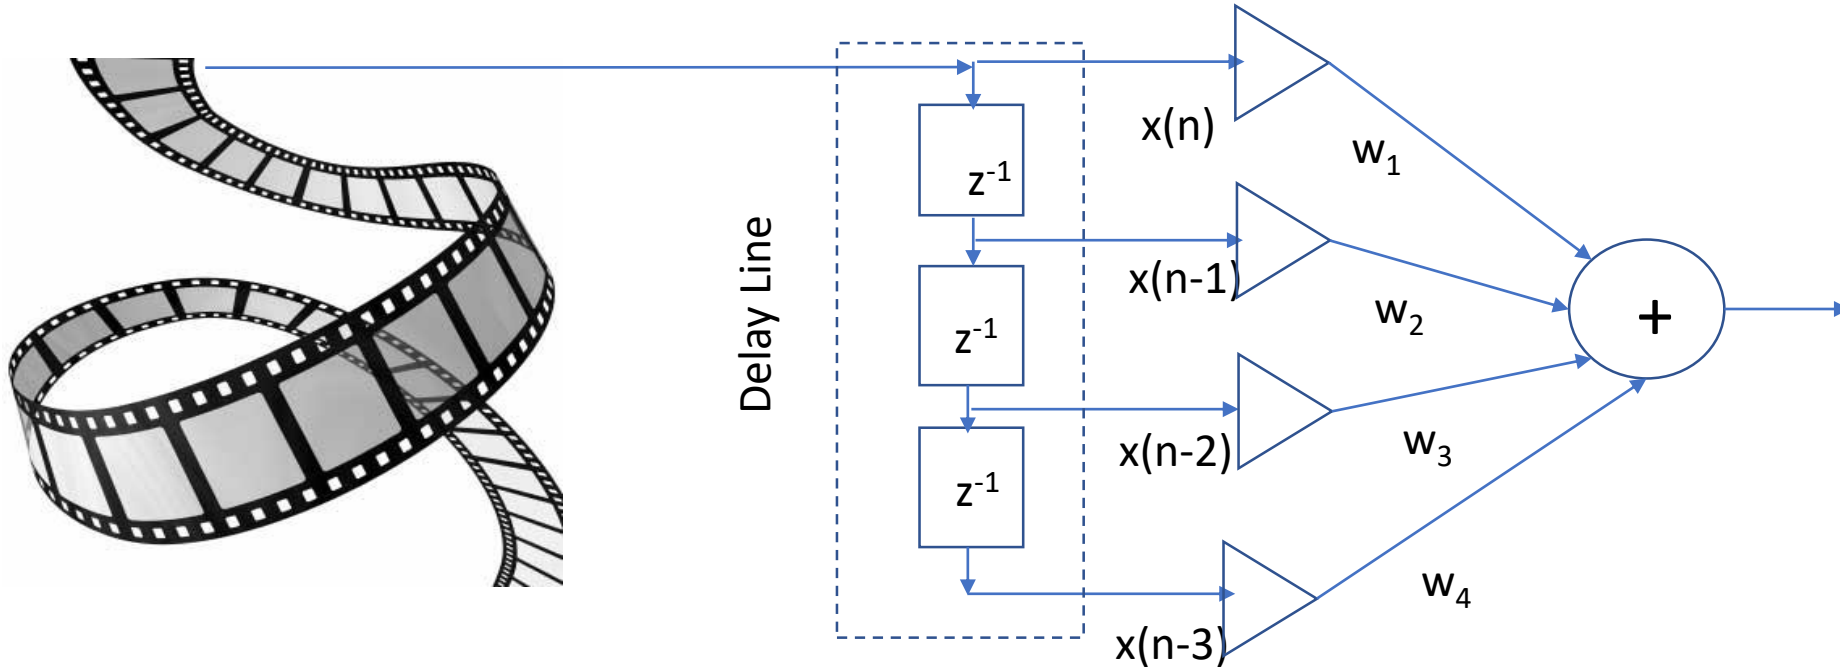 Delay Line
z⁻¹
z⁻¹
z⁻¹
x(n)
x(n-1)
x(n-2)
x(n-3)
w₁
w₂
w₃
w₄
+